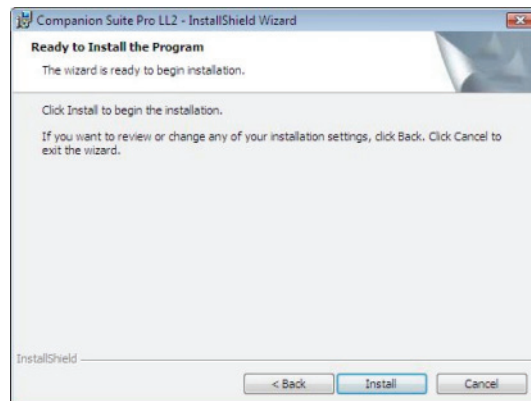 Companion Suite Pro LL2 - InstallShield Wizard
Ready to Install the Program
The wizard is ready to begin installation.
Click Install to begin the installation.
If you want to review or change any of your installation settings, click Back. Click Cancel to
exit the wizard.
InstallShield
< Back Install Cancel